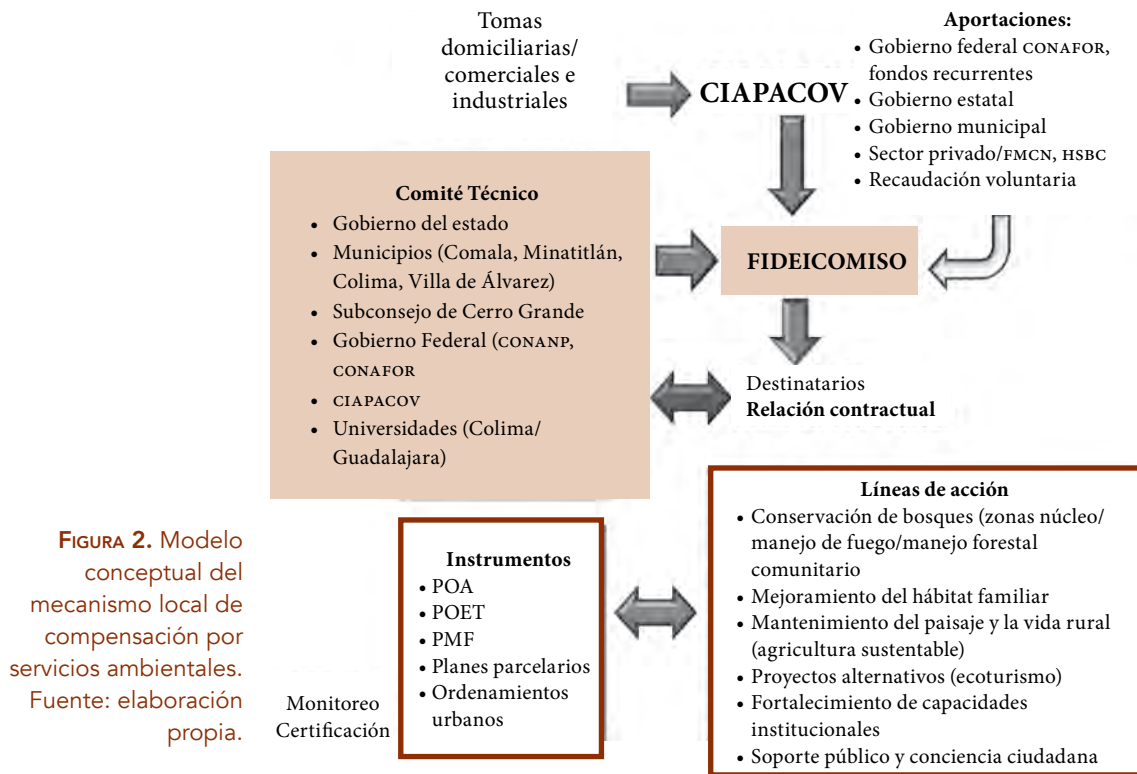 Tomas
domiciliarias/
comerciales e
industriales
CIAPACOV
Aportaciones:
• Gobierno federal CONAFOR,
fondos recurrentes
• Gobierno estatal
• Gobierno municipal
• Sector privado/FMCN, HSBC
• Recaudación voluntaria
Comité Técnico
• Gobierno del estado
• Municipios (Comala, Minatitlán,
Colima, Villa de Álvarez)
• Subconsejo de Cerro Grande
• Gobierno Federal (CONANP,
CONAFOR
• CIAPACOV
• Universidades (Colima/
Guadalajara)
FIDEICOMISO
Destinatarios
Relación contractual
Líneas de acción
• Conservación de bosques (zonas núcleo/
manejo de fuego/manejo forestal
comunitario
• Mejoramiento del hábitat familiar
• Mantenimiento del paisaje y la vida rural
(agricultura sustentable)
• Proyectos alternativos (ecoturismo)
• Fortalecimiento de capacidades
institucionales
• Soporte público y conciencia ciudadana
Instrumentos
• POA
• POET
• PMF
• Planes parcelarios
• Ordenamientos
urbanos
Monitoreo
Certificación
FIGURA 2. Modelo
conceptual del
mecanismo local de
compensación por
servicios ambientales.
Fuente: elaboración
propia.